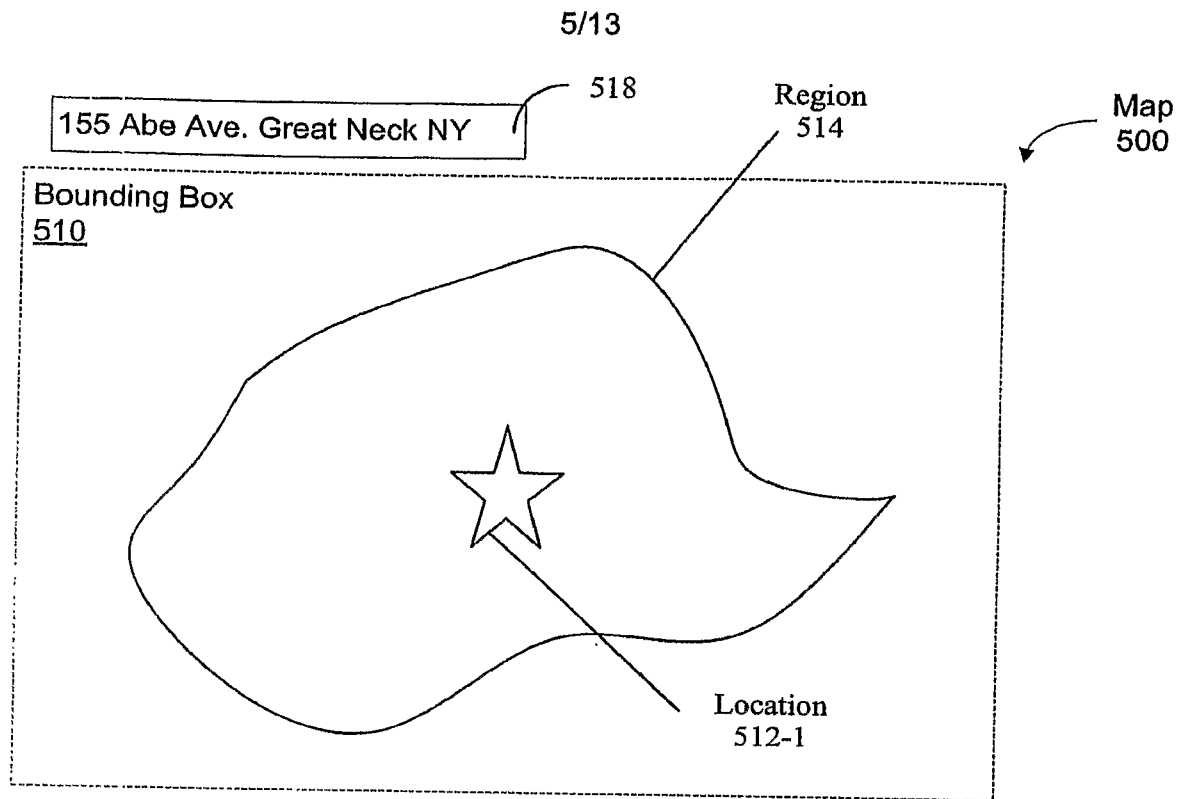 5/13
518
155 Abe Ave. Great Neck NY
Region
514
Map
500
Bounding Box
510
Location
512-1